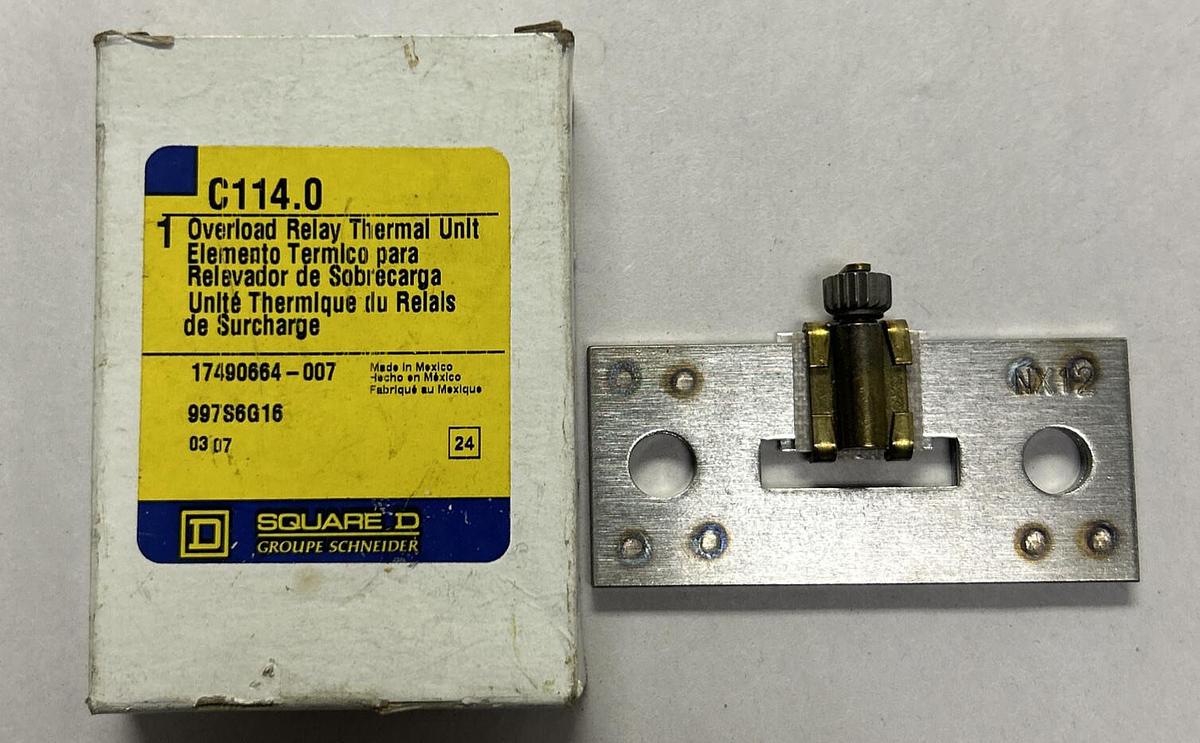 C114.0
1 Overload Relay Thermal Unit
Elemento Termico para
Relevador de Sobrecarga
Unité Thermique du Relais
de Surcharge
17490664-007
Made in Mexico
Hecho en México
Fabriqué au Mexique
997S6G16
03 07
24
D SQUARE D
GROUPE SCHNEIDER
NX12